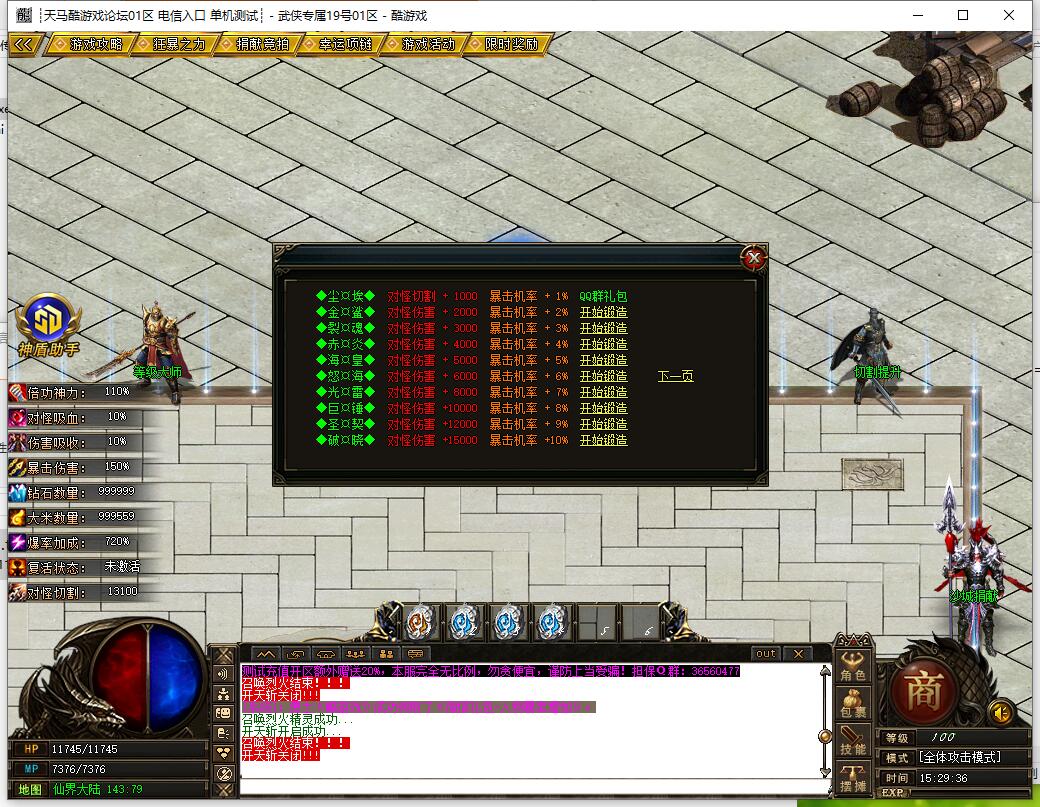 天马酷游戏论坛01区 电信入口 单机测试 - 武侠专属19号01区 - 酷游戏
游戏攻略 狂暴之力 捐献竞拍 幸运项链 游戏活动 限时奖励
◆尘¤埃◆ 对怪切割 + 1000 暴击机率 + 1% QQ群礼包
◆金¤鲨◆ 对怪伤害 + 2000 暴击机率 + 2% 开始锻造
◆裂¤魂◆ 对怪伤害 + 3000 暴击机率 + 3% 开始锻造
◆赤¤炎◆ 对怪伤害 + 4000 暴击机率 + 4% 开始锻造
◆海¤皇◆ 对怪伤害 + 5000 暴击机率 + 5% 开始锻造
◆怒¤海◆ 对怪伤害 + 6000 暴击机率 + 6% 开始锻造 下一页
◆光¤雷◆ 对怪伤害 + 6000 暴击机率 + 7% 开始锻造
◆巨¤锤◆ 对怪伤害 +10000 暴击机率 + 8% 开始锻造
◆圣¤契◆ 对怪伤害 +12000 暴击机率 + 9% 开始锻造
◆破¤晓◆ 对怪伤害 +15000 暴击机率 +10% 开始锻造
神盾助手
等级大师
切割提升
沙城捐献
倍功神力: 110%
对怪吸血: 10%
伤害吸收: 10%
暴击伤害: 150%
钻石数量: 999999
大米数量: 999559
爆率加成: 720%
复活状态: 未激活
对怪切割: 13100
5 6
out
测试充值开区额外赠送20%，本服完全无比例，勿贪便宜，谨防上当受骗！担保Q群：36560477
召唤烈火结束！！！
开天斩关闭!!!
召唤烈火精灵成功...
开天斩开启成功...
召唤烈火结束！！！
开天斩关闭!!!
HP 11745/11745
MP 7376/7376
地图 仙界大陆 143:79
角色
包裹
技能
摆摊
商
等级 100
模式 [全体攻击模式]
时间 15:29:36
EXP